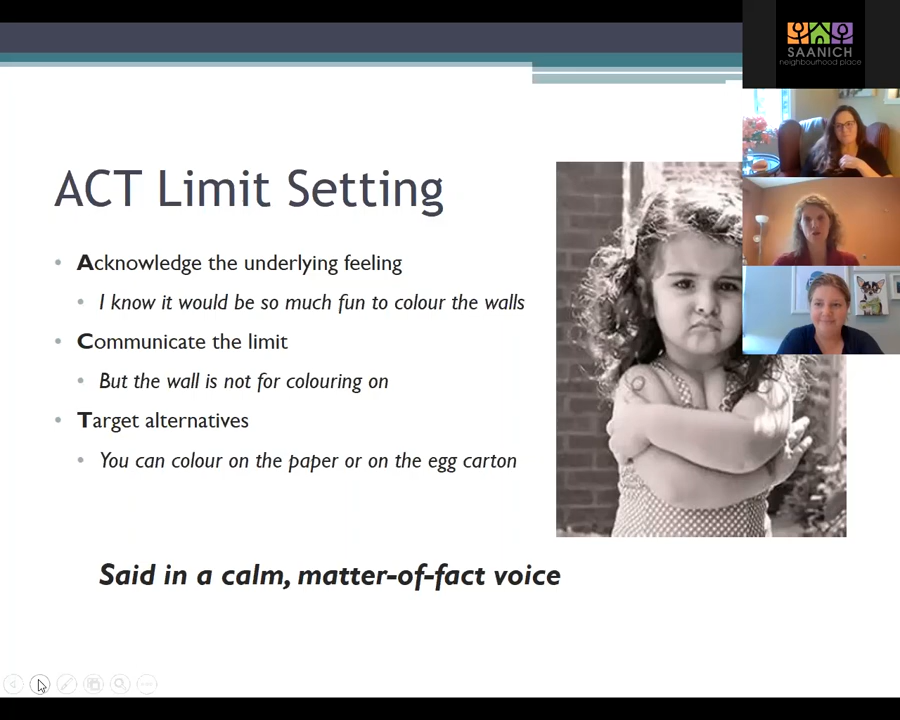 SAANICH
neighbourhood place
ACT Limit Setting
Acknowledge the underlying feeling
I know it would be so much fun to colour the walls
Communicate the limit
But the wall is not for colouring on
Target alternatives
You can colour on the paper or on the egg carton
Said in a calm, matter-of-fact voice